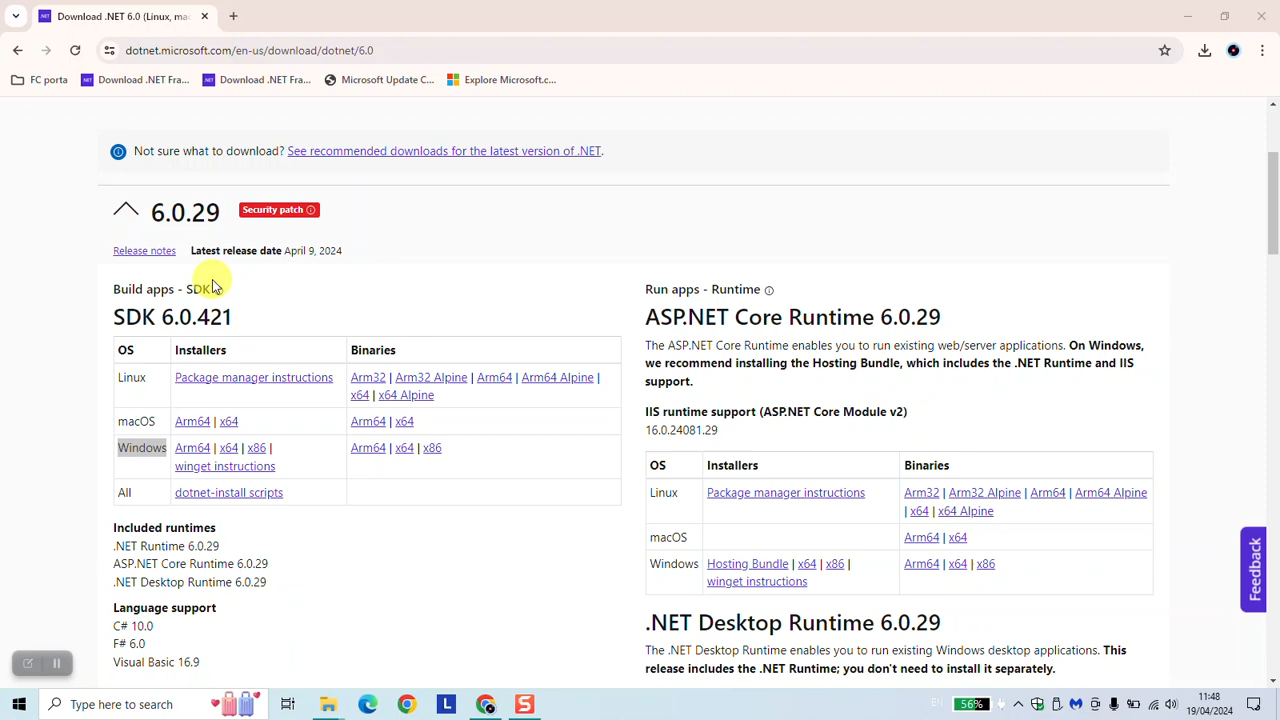 Download .NET 6.0 (Linux, mac
dotnet.microsoft.com/en-us/download/dotnet/6.0
FC porta
Download .NET Fra...
Download .NET Fra...
Microsoft Update C...
Explore Microsoft.c...
Not sure what to download? See recommended downloads for the latest version of .NET.
6.0.29 Security patch
Release notes Latest release date April 9, 2024
Build apps - SDK
SDK 6.0.421
OS Installers Binaries
Linux Package manager instructions Arm32 | Arm32 Alpine | Arm64 | Arm64 Alpine |
x64 | x64 Alpine
macOS Arm64 | x64 Arm64 | x64
Windows Arm64 | x64 | x86 | Arm64 | x64 | x86
winget instructions
All dotnet-install scripts
Included runtimes
.NET Runtime 6.0.29
ASP.NET Core Runtime 6.0.29
.NET Desktop Runtime 6.0.29
Language support
C# 10.0
F# 6.0
Visual Basic 16.9
Run apps - Runtime
ASP.NET Core Runtime 6.0.29
The ASP.NET Core Runtime enables you to run existing web/server applications. On Windows,
we recommend installing the Hosting Bundle, which includes the .NET Runtime and IIS
support.
IIS runtime support (ASP.NET Core Module v2)
16.0.24081.29
OS Installers Binaries
Linux Package manager instructions Arm32 | Arm32 Alpine | Arm64 | Arm64 Alpine
| x64 | x64 Alpine
macOS Arm64 | x64
Windows Hosting Bundle | x64 | x86 | Arm64 | x64 | x86
winget instructions
.NET Desktop Runtime 6.0.29
The .NET Desktop Runtime enables you to run existing Windows desktop applications. This
release includes the .NET Runtime; you don't need to install it separately.
Feedback
Type here to search
L
S
EN
56%
11:48
19/04/2024